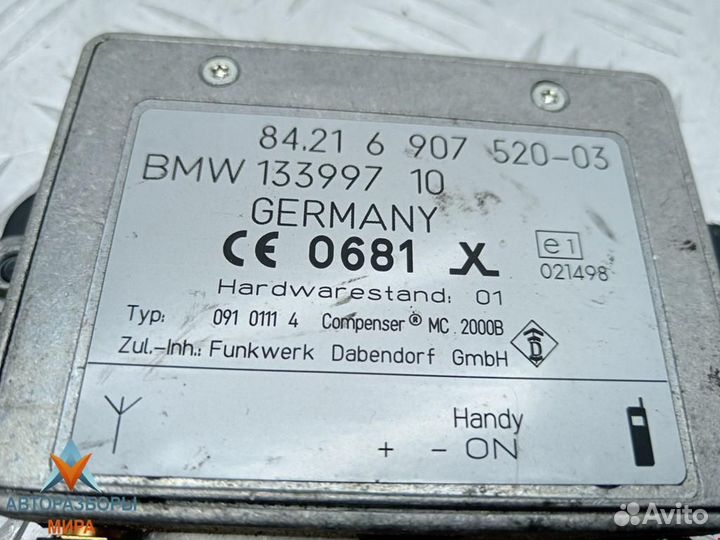 84.21 6 907 520-03
BMW 133997 10
GERMANY
CE 0681 X
e1
021498
Hardwarestand: 01
Typ: 091 0111 4 Compenser® MC 2000B
Zul.-Inh.: Funkwerk Dabendorf GmbH
D
Handy
+ - ON
АВТОРАЗБОРЫ
МИРА
Avito